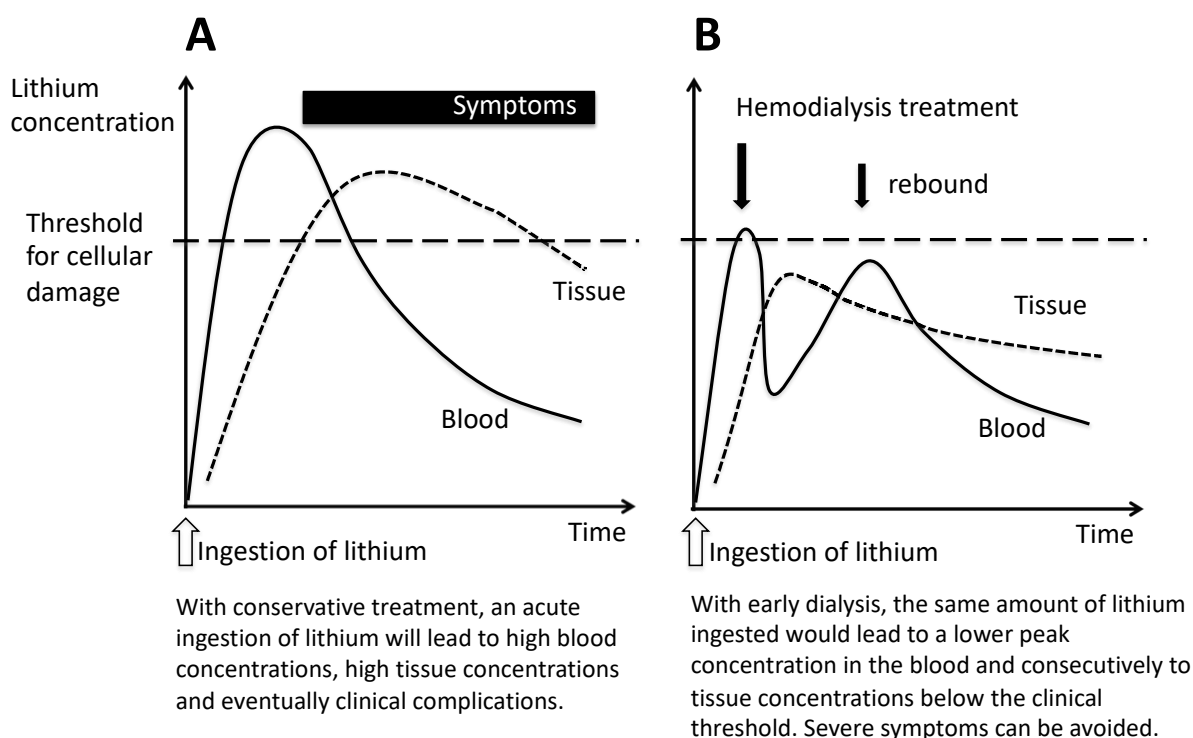 A
Lithium
concentration
Symptoms
Threshold
for cellular
damage
Tissue
Blood
Time
Ingestion of lithium
With conservative treatment, an acute
ingestion of lithium will lead to high blood
concentrations, high tissue concentrations
and eventually clinical complications.
B
Hemodialysis treatment
rebound
Tissue
Blood
Time
Ingestion of lithium
With early dialysis, the same amount of lithium
ingested would lead to a lower peak
concentration in the blood and consecutively to
tissue concentrations below the clinical
threshold. Severe symptoms can be avoided.